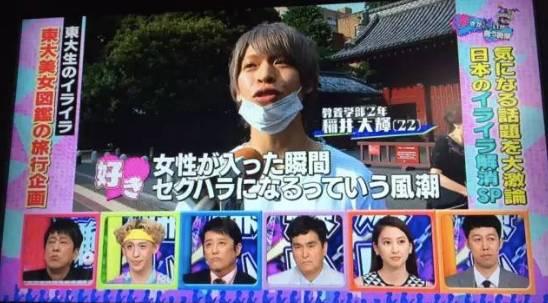 東大生のイライラ
東大美女図鑑の旅行企画
気になる話題を大激論
日本のイライラ解消SP
教養学部2年
稲井大輝(22)
好き
女性が入った瞬間
セクハラになるっていう風潮